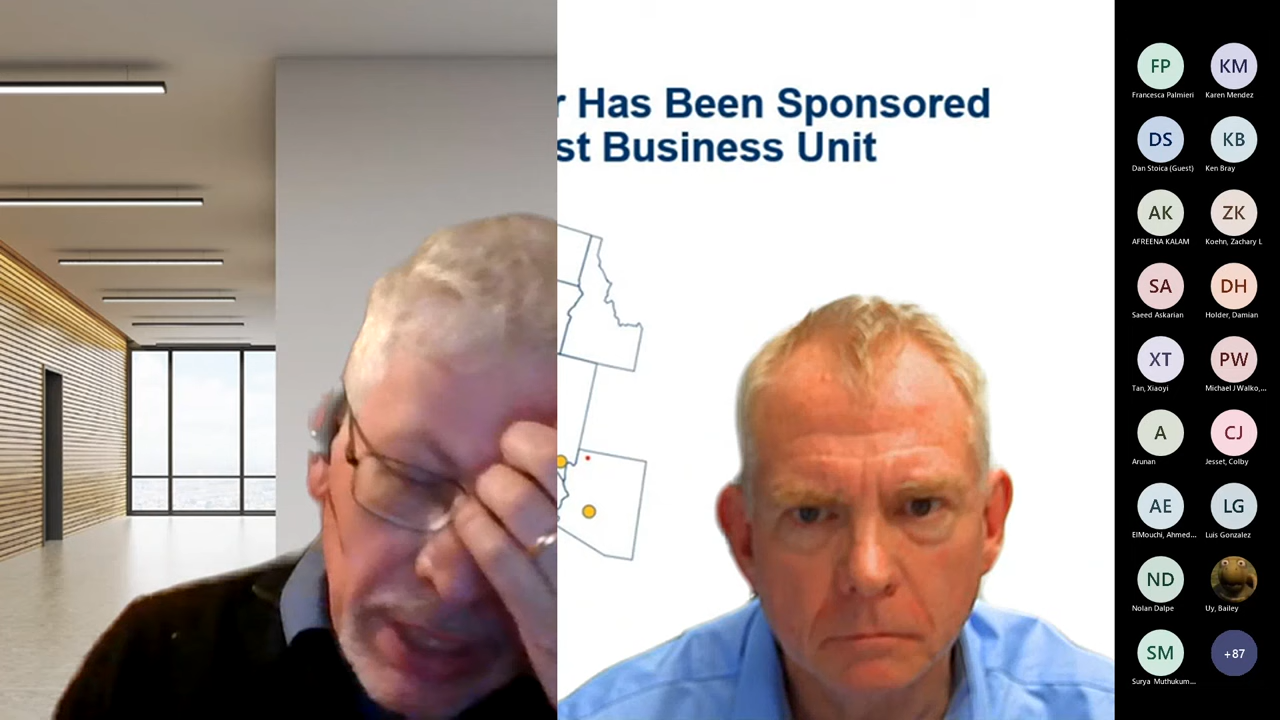 r Has Been Sponsored
st Business Unit
FP
KM
Francesca Palmieri
Karen Mendez
DS
KB
Dan Stoica (Guest)
Ken Bray
AK
ZK
AFREENA KALAM
Koehn, Zachary L
SA
DH
Saeed Askarian
Holder, Damian
XT
PW
Tan, Xiaoyi
Michael J Walko,...
A
CJ
Arunan
Jesset, Colby
AE
LG
ElMouchi, Ahmed...
Luis Gonzalez
ND
Nolan Dalpe
Uy, Bailey
SM
+87
Surya Muthukum...